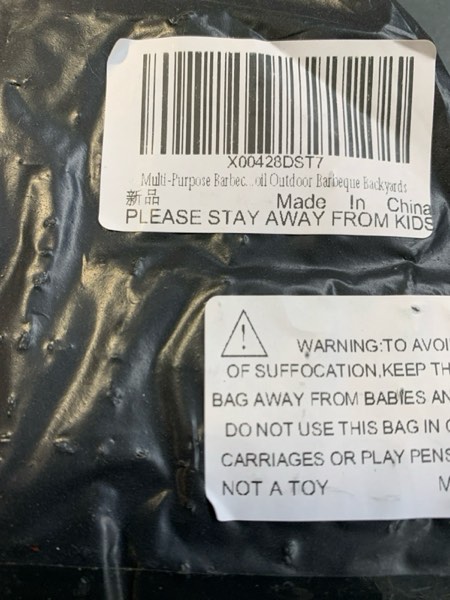 X00428DST7
Multi-Purpose Barbec...oil Outdoor Barbeque Backyards
新品
Made In China
PLEASE STAY AWAY FROM KIDS
WARNING:TO AVOI
OF SUFFOCATION,KEEP TH
BAG AWAY FROM BABIES AN
DO NOT USE THIS BAG IN C
CARRIAGES OR PLAY PENS
NOT A TOY M